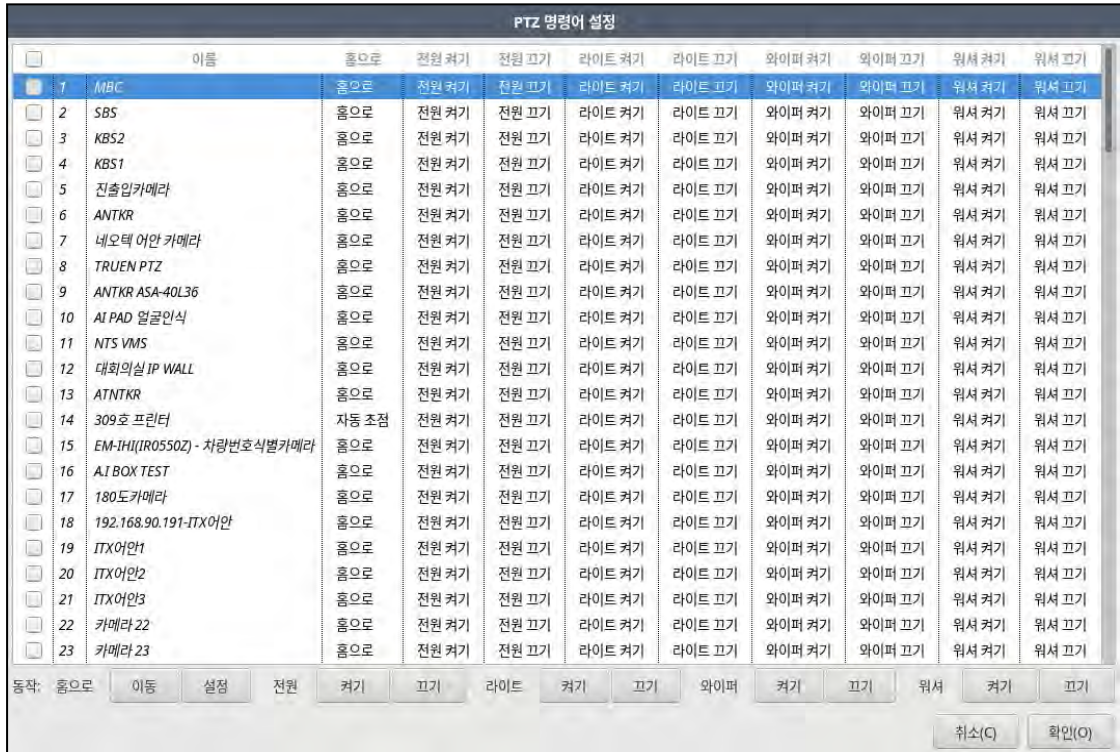 PTZ 명령어 설정
이름 홈으로 전원 켜기 전원 끄기 라이트 켜기 라이트 끄기 와이퍼 켜기 와이퍼 끄기 워셔 켜기 워셔 끄기
1 MBC 홈으로 전원 켜기 전원 끄기 라이트 켜기 라이트 끄기 와이퍼 켜기 와이퍼 끄기 워셔 켜기 워셔 끄기
2 SBS 홈으로 전원 켜기 전원 끄기 라이트 켜기 라이트 끄기 와이퍼 켜기 와이퍼 끄기 워셔 켜기 워셔 끄기
3 KBS2 홈으로 전원 켜기 전원 끄기 라이트 켜기 라이트 끄기 와이퍼 켜기 와이퍼 끄기 워셔 켜기 워셔 끄기
4 KBS1 홈으로 전원 켜기 전원 끄기 라이트 켜기 라이트 끄기 와이퍼 켜기 와이퍼 끄기 워셔 켜기 워셔 끄기
5 진출입카메라 홈으로 전원 켜기 전원 끄기 라이트 켜기 라이트 끄기 와이퍼 켜기 와이퍼 끄기 워셔 켜기 워셔 끄기
6 ANTKR 홈으로 전원 켜기 전원 끄기 라이트 켜기 라이트 끄기 와이퍼 켜기 와이퍼 끄기 워셔 켜기 워셔 끄기
7 네오텍 어안 카메라 홈으로 전원 켜기 전원 끄기 라이트 켜기 라이트 끄기 와이퍼 켜기 와이퍼 끄기 워셔 켜기 워셔 끄기
8 TRUEN PTZ 홈으로 전원 켜기 전원 끄기 라이트 켜기 라이트 끄기 와이퍼 켜기 와이퍼 끄기 워셔 켜기 워셔 끄기
9 ANTKR ASA-40L36 홈으로 전원 켜기 전원 끄기 라이트 켜기 라이트 끄기 와이퍼 켜기 와이퍼 끄기 워셔 켜기 워셔 끄기
10 AI PAD 얼굴인식 홈으로 전원 켜기 전원 끄기 라이트 켜기 라이트 끄기 와이퍼 켜기 와이퍼 끄기 워셔 켜기 워셔 끄기
11 NTS VMS 홈으로 전원 켜기 전원 끄기 라이트 켜기 라이트 끄기 와이퍼 켜기 와이퍼 끄기 워셔 켜기 워셔 끄기
12 대회의실 IP WALL 홈으로 전원 켜기 전원 끄기 라이트 켜기 라이트 끄기 와이퍼 켜기 와이퍼 끄기 워셔 켜기 워셔 끄기
13 ATNTKR 홈으로 전원 켜기 전원 끄기 라이트 켜기 라이트 끄기 와이퍼 켜기 와이퍼 끄기 워셔 켜기 워셔 끄기
14 309호 프린터 자동 초점 전원 켜기 전원 끄기 라이트 켜기 라이트 끄기 와이퍼 켜기 와이퍼 끄기 워셔 켜기 워셔 끄기
15 EM-IHI(IR0550Z) - 차량번호식별카메라 홈으로 전원 켜기 전원 끄기 라이트 켜기 라이트 끄기 와이퍼 켜기 와이퍼 끄기 워셔 켜기 워셔 끄기
16 A.I BOX TEST 홈으로 전원 켜기 전원 끄기 라이트 켜기 라이트 끄기 와이퍼 켜기 와이퍼 끄기 워셔 켜기 워셔 끄기
17 180도카메라 홈으로 전원 켜기 전원 끄기 라이트 켜기 라이트 끄기 와이퍼 켜기 와이퍼 끄기 워셔 켜기 워셔 끄기
18 192.168.90.191-ITX어안 홈으로 전원 켜기 전원 끄기 라이트 켜기 라이트 끄기 와이퍼 켜기 와이퍼 끄기 워셔 켜기 워셔 끄기
19 ITX어안1 홈으로 전원 켜기 전원 끄기 라이트 켜기 라이트 끄기 와이퍼 켜기 와이퍼 끄기 워셔 켜기 워셔 끄기
20 ITX어안2 홈으로 전원 켜기 전원 끄기 라이트 켜기 라이트 끄기 와이퍼 켜기 와이퍼 끄기 워셔 켜기 워셔 끄기
21 ITX어안3 홈으로 전원 켜기 전원 끄기 라이트 켜기 라이트 끄기 와이퍼 켜기 와이퍼 끄기 워셔 켜기 워셔 끄기
22 카메라 22 홈으로 전원 켜기 전원 끄기 라이트 켜기 라이트 끄기 와이퍼 켜기 와이퍼 끄기 워셔 켜기 워셔 끄기
23 카메라 23 홈으로 전원 켜기 전원 끄기 라이트 켜기 라이트 끄기 와이퍼 켜기 와이퍼 끄기 워셔 켜기 워셔 끄기
동작: 홈으로 이동 설정 전원 켜기 끄기 라이트 켜기 끄기 와이퍼 켜기 끄기 워셔 켜기 끄기
취소(C) 확인(O)